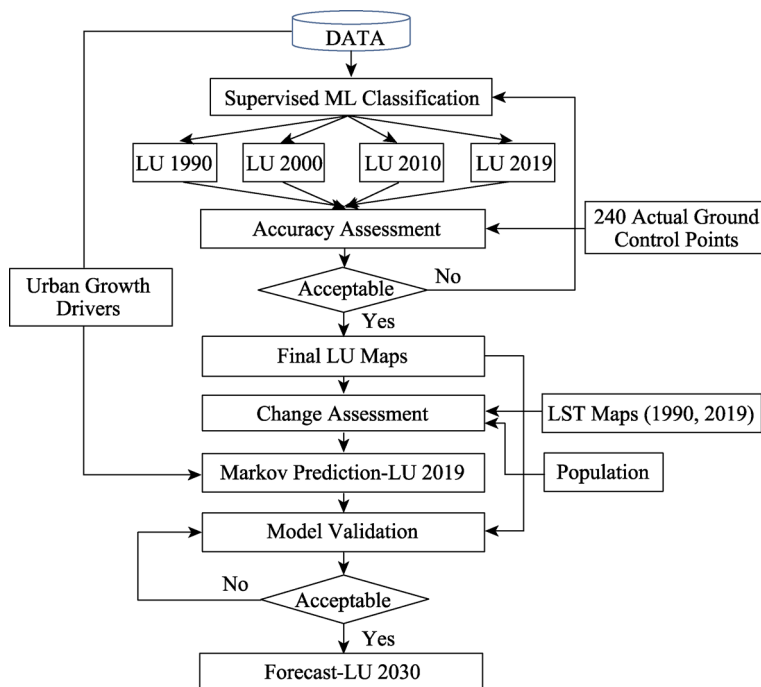 DATA
Supervised ML Classification
LU 1990
LU 2000
LU 2010
LU 2019
Accuracy Assessment
240 Actual Ground
Control Points
No
Acceptable
Urban Growth
Drivers
Yes
Final LU Maps
Change Assessment
LST Maps (1990, 2019)
Markov Prediction-LU 2019
Population
Model Validation
No
Acceptable
Yes
Forecast-LU 2030